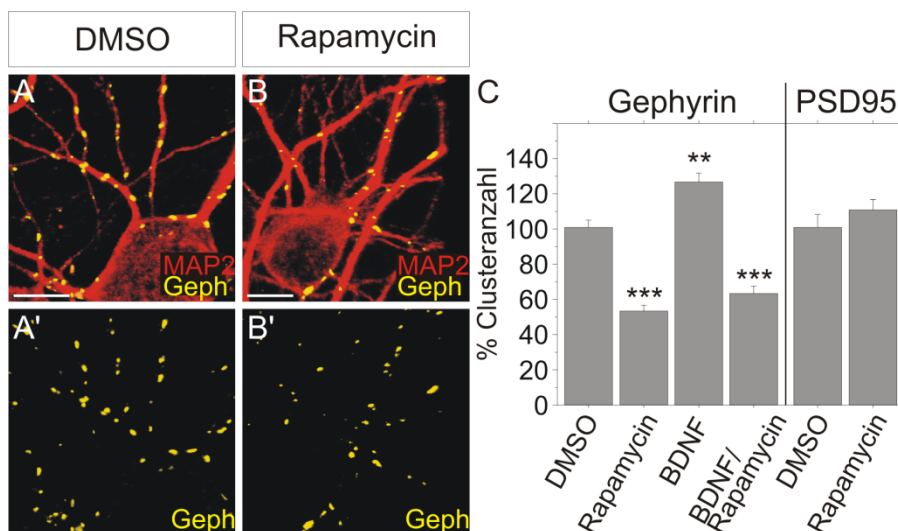 DMSO
Rapamycin
A
MAP2
Geph
B
MAP2
Geph
A'
Geph
B'
Geph
C
Gephyrin
PSD95
% Clusteranzahl
140
120
100
80
60
40
20
0
**
***
***
DMSO
Rapamycin
BDNF
BDNF/
Rapamycin
DMSO
Rapamycin